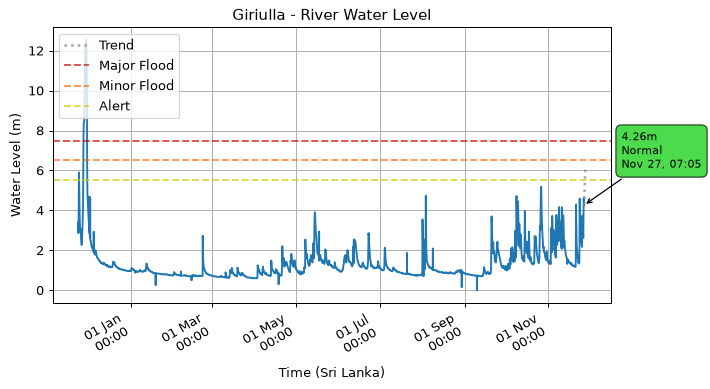 Giriulla - River Water Level
Trend
Major Flood
Minor Flood
Alert
12
10
8
6
4
2
0
Water Level (m)
4.26m
Normal
Nov 27, 07:05
01 Jan
00:00
01 Mar
00:00
01 May
00:00
01 Jul
00:00
01 Sep
00:00
01 Nov
00:00
Time (Sri Lanka)